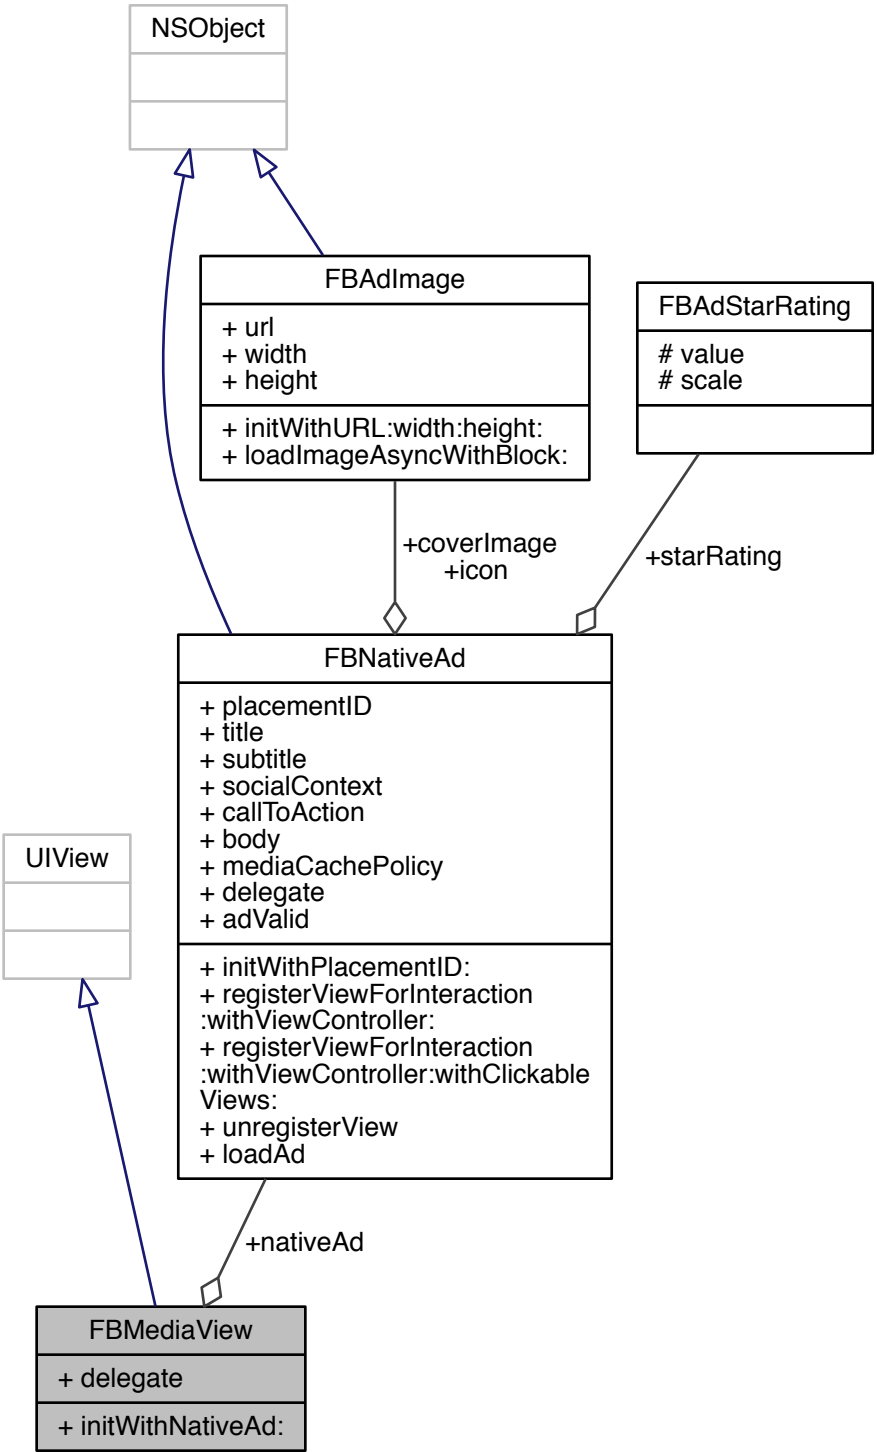 NSObject
FBAdImage
+ url
+ width
+ height
+ initWithURL:width:height:
+ loadImageAsyncWithBlock:
FBAdStarRating
# value
# scale
+coverImage
+icon
+starRating
FBNativeAd
+ placementID
+ title
+ subtitle
+ socialContext
+ callToAction
+ body
+ mediaCachePolicy
+ delegate
+ adValid
+ initWithPlacementID:
+ registerViewForInteraction
:withViewController:
+ registerViewForInteraction
:withViewController:withClickable
Views:
+ unregisterView
+ loadAd
UIView
+nativeAd
FBMediaView
+ delegate
+ initWithNativeAd: